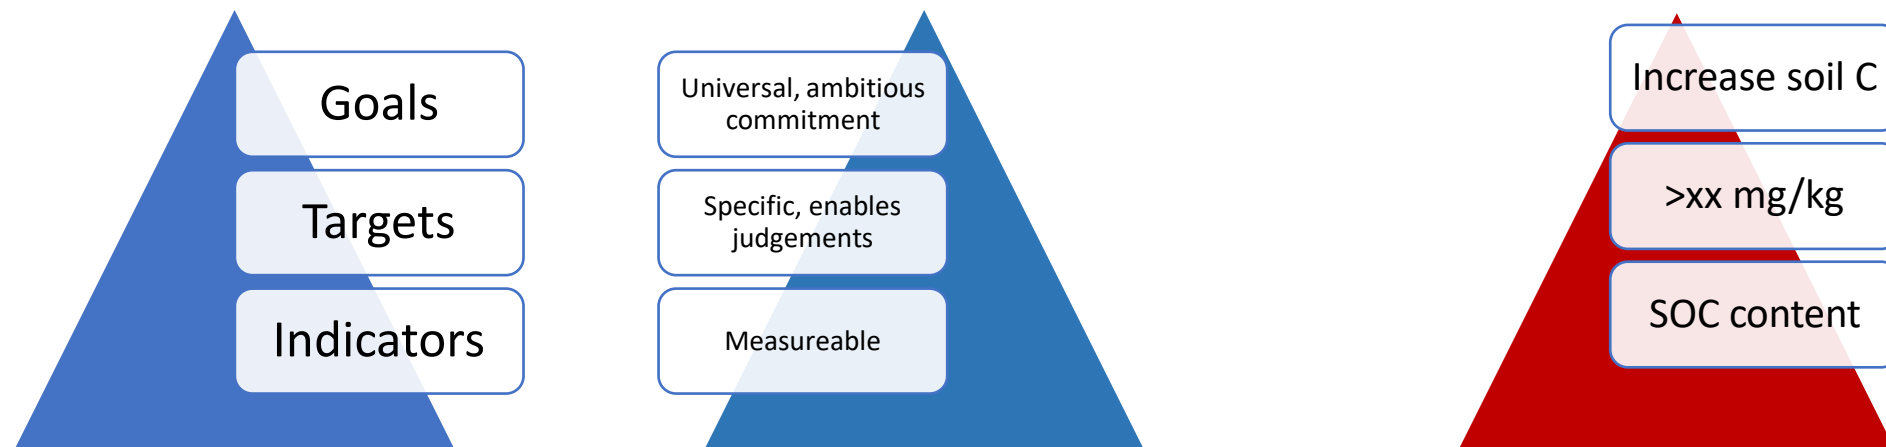 Goals
Targets
Indicators
Universal, ambitious
commitment
Specific, enables
judgements
Measureable
Increase soil C
>xx mg/kg
SOC content